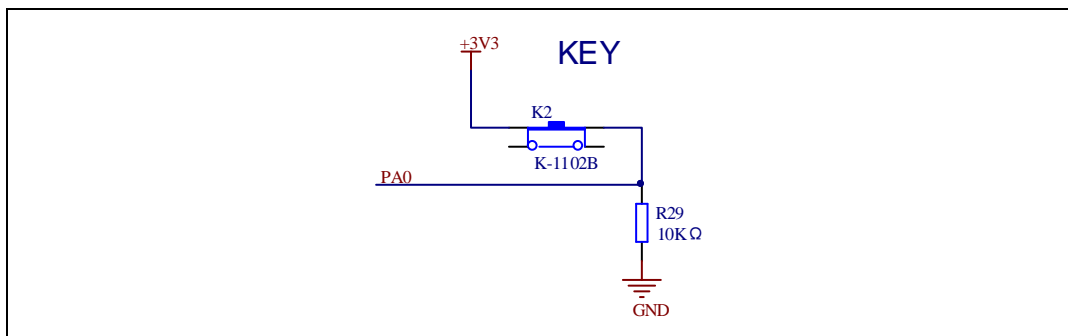 +3V3
KEY
K2
K-1102B
PA0
R29
10KΩ
GND